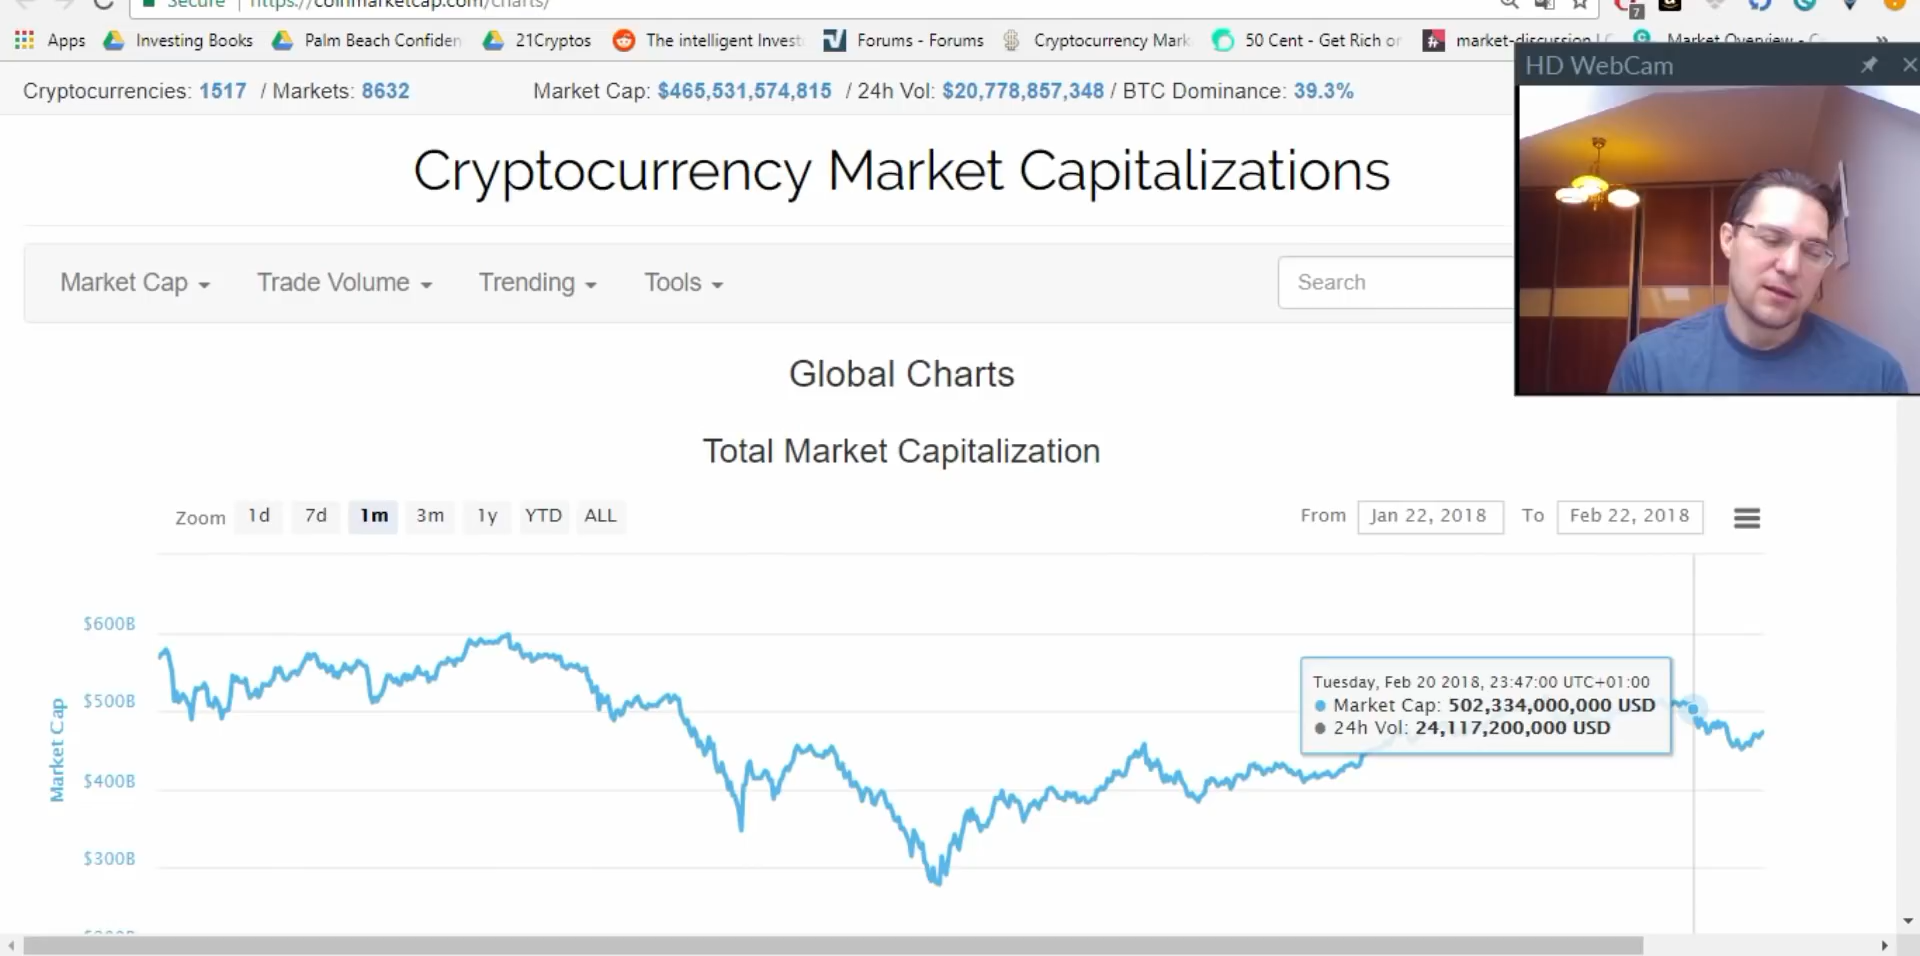 Secure | https://coinmarketcap.com/charts/
7
Apps Investing Books Palm Beach Confiden 21Cryptos The intelligent Invest Forums - Forums Cryptocurrency Mark 50 Cent - Get Rich or market-discussion Market Overview - C »
HD WebCam
Cryptocurrencies: 1517 / Markets: 8632 Market Cap: $465,531,574,815 / 24h Vol: $20,778,857,348 / BTC Dominance: 39.3%
Cryptocurrency Market Capitalizations
Market Cap Trade Volume Trending Tools Search
Global Charts
Total Market Capitalization
Zoom 1d 7d 1m 3m 1y YTD ALL From Jan 22, 2018 To Feb 22, 2018
$600B
$500B
$400B
$300B
Market Cap
Tuesday, Feb 20 2018, 23:47:00 UTC+01:00
Market Cap: 502,334,000,000 USD
24h Vol: 24,117,200,000 USD